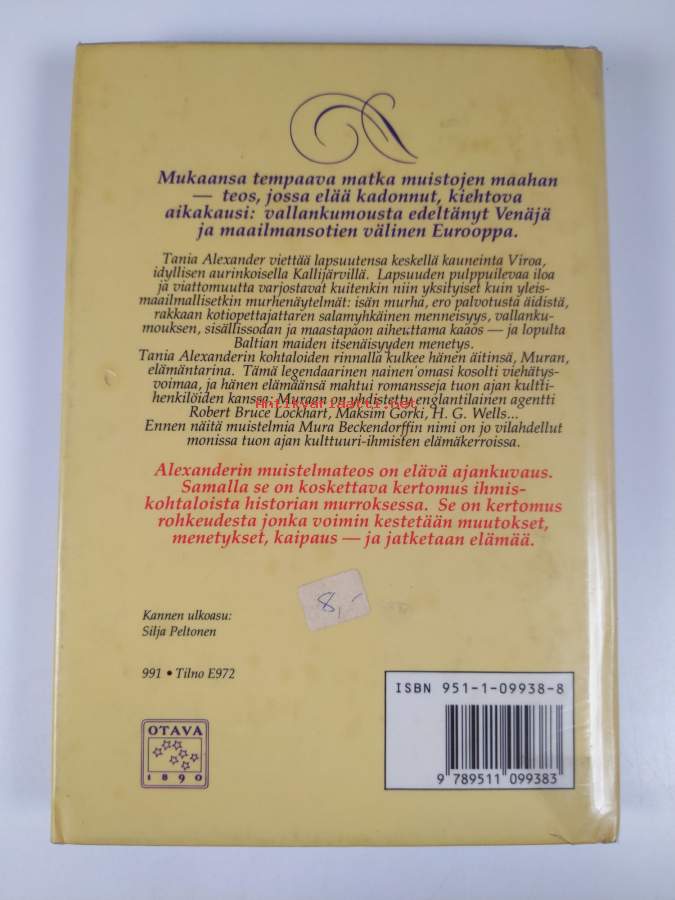 Mukaansa tempaava matka muistojen maahan
— teos, jossa elää kadonnut, kiehtova
aikakausi: vallankumousta edeltänyt Venäjä
ja maailmansotien välinen Eurooppa.
Tania Alexander viettää lapsuutensa keskellä kauneinta Viroa,
idyllisen aurinkoisella Kallijärvillä. Lapsuuden pulppuilevaa iloa
ja viattomuutta varjostavat kuitenkin niin yksityiset kuin yleis-
maailmallisetkin murhenäytelmät: isän murha, ero palvotusta äidistä,
rakkaan kotiopettajattaren salamyhkäinen menneisyys, vallanku-
mouksen, sisällissodan ja maastapaon aiheuttama kaaos — ja lopulta
Baltian maiden itsenäisyyden menetys.
Tania Alexanderin kohtaloiden rinnalla kulkee hänen äitinsä, Muran,
elämäntarina. Tämä legendaarinen nainen omasi kosolti viehätys-
voimaa, ja hänen elämäänsä mahtui romansseja tuon ajan kulttu-
henkilöiden kanssa: Muraan on yhdistetty englantilainen agentti
Antikvariaatti.net
Robert Bruce Lockhart, Maksim Gorki, H. G. Wells...
Ennen näitä muistelmia Mura Beckendorffin nimi on jo vilahdellut
monissa tuon ajan kulttuuri-ihmisten elämäkerroissa.
Alexanderin muistelmateos on elävä ajankuvaus.
Samalla se on koskettava kertomus ihmis-
kohtaloista historian murroksessa. Se on kertomus
rohkeudesta jonka voimin kestetään muutokset,
menetykset, kaipaus — ja jatketaan elämää.
8,-
Kannen ulkoasu:
Silja Peltonen
991 • Tilno E972
ISBN 951-1-09938-8
9 789511 099383
OTAVA
1890